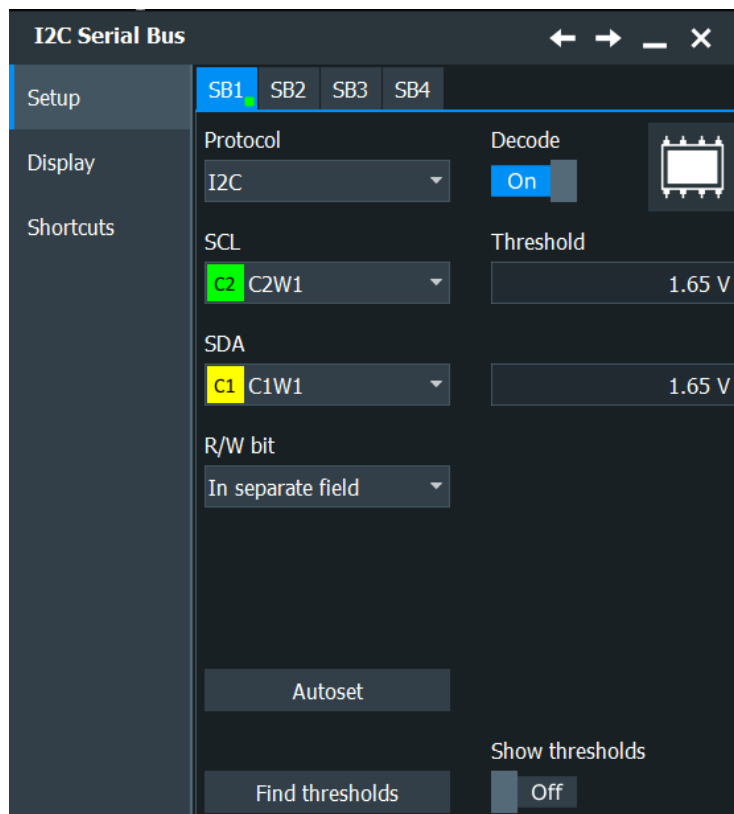 I2C Serial Bus
Setup
Display
Shortcuts
SB1 SB2 SB3 SB4
Protocol
I2C
Decode
On
SCL
C2 C2W1
Threshold
1.65 V
SDA
C1 C1W1
1.65 V
R/W bit
In separate field
Autoset
Show thresholds
Find thresholds
Off